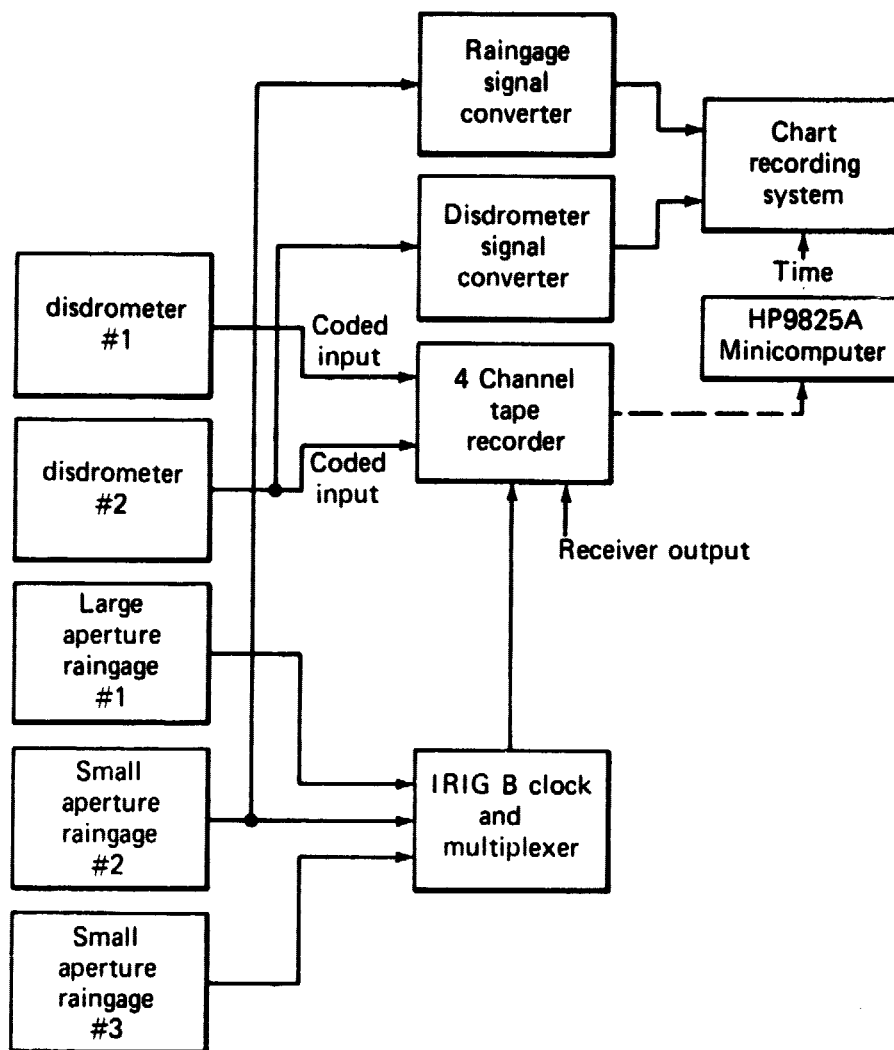 Raingage
signal
converter
Chart
recording
system
Disdrometer
signal
converter
Time
HP9825A
Minicomputer
disdrometer
#1
Coded
input
4 Channel
tape
recorder
disdrometer
#2
Coded
input
Receiver output
Large
aperture
raingage
#1
Small
aperture
raingage
#2
IRIG B clock
and
multiplexer
Small
aperture
raingage
#3